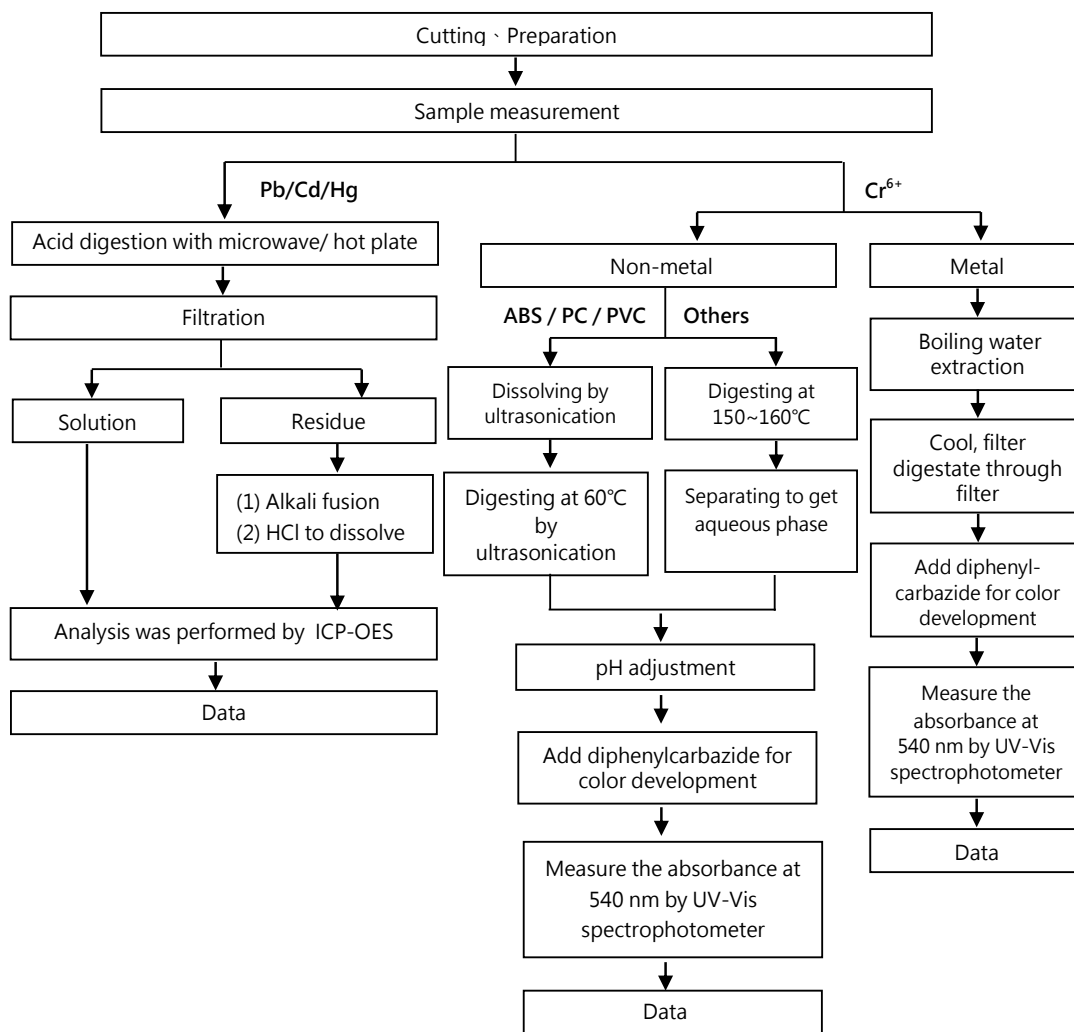 Cutting、Preparation
Sample measurement
Pb/Cd/Hg
Acid digestion with microwave/ hot plate
Filtration
Solution
Residue
(1) Alkali fusion
(2) HCl to dissolve
Analysis was performed by ICP-OES
Data
Cr⁶⁺
Non-metal
ABS / PC / PVC
Others
Dissolving by
ultrasonication
Digesting at 60℃
by
ultrasonication
Digesting at
150~160℃
Separating to get
aqueous phase
pH adjustment
Add diphenylcarbazide for
color development
Measure the absorbance at
540 nm by UV-Vis
spectrophotometer
Data
Metal
Boiling water
extraction
Cool, filter
digestate through
filter
Add diphenyl-
carbazide for color
development
Measure the
absorbance at
540 nm by UV-Vis
spectrophotometer
Data